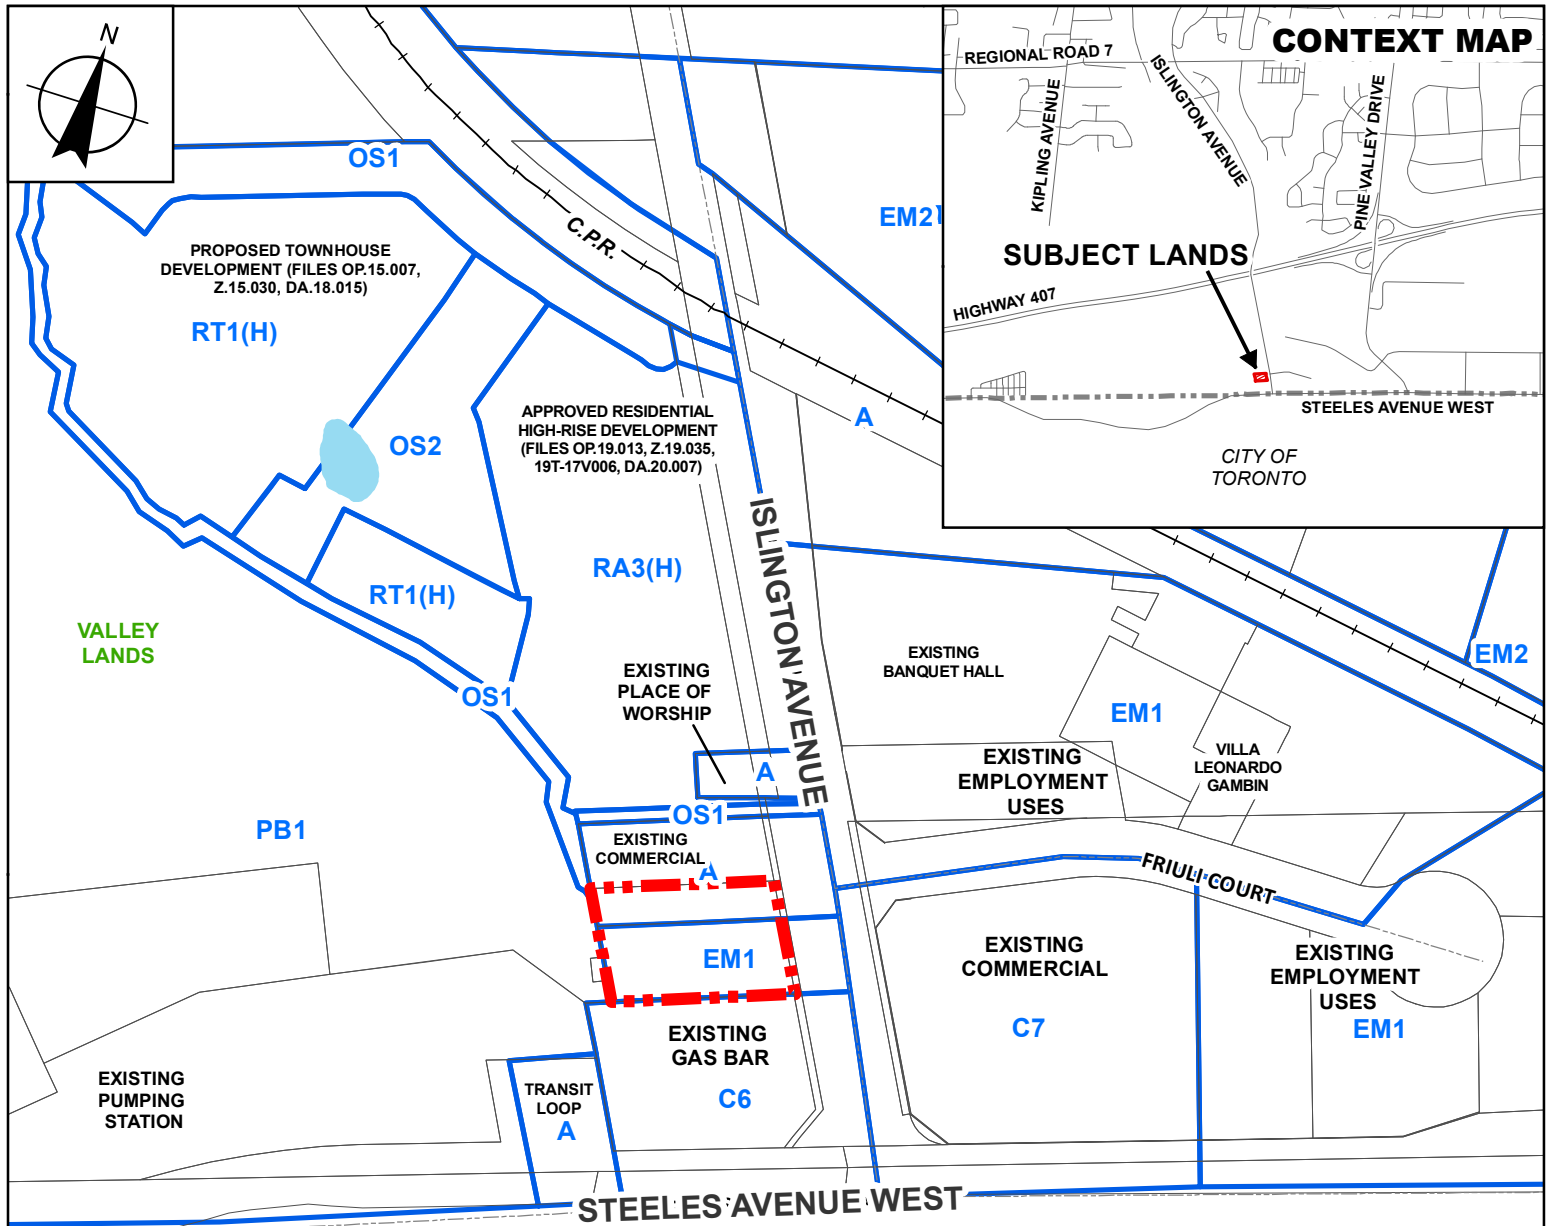 N
CONTEXT MAP
REGIONAL ROAD 7
KIPLING AVENUE
ISLINGTON AVENUE
PINE VALLEY DRIVE
SUBJECT LANDS
HIGHWAY 407
STEELES AVENUE WEST
CITY OF
TORONTO
OS1
C.P.R.
EM2
PROPOSED TOWNHOUSE
DEVELOPMENT (FILES OP.15.007,
Z.15.030, DA.18.015)
RT1(H)
APPROVED RESIDENTIAL
HIGH-RISE DEVELOPMENT
(FILES OP.19.013, Z.19.035,
19T-17V006, DA.20.007)
A
OS2
ISLINGTON AVENUE
RA3(H)
RT1(H)
VALLEY
LANDS
OS1
EXISTING
PLACE OF
WORSHIP
A
EXISTING
BANQUET HALL
EM2
EM1
EXISTING
EMPLOYMENT
USES
VILLA
LEONARDO
GAMBIN
PB1
OS1
EXISTING
COMMERCIAL
A
FRIULI COURT
EM1
EXISTING
COMMERCIAL
C7
EXISTING
EMPLOYMENT
USES
EM1
EXISTING
GAS BAR
C6
EXISTING
PUMPING
STATION
TRANSIT
LOOP
A
STEELES AVENUE WEST